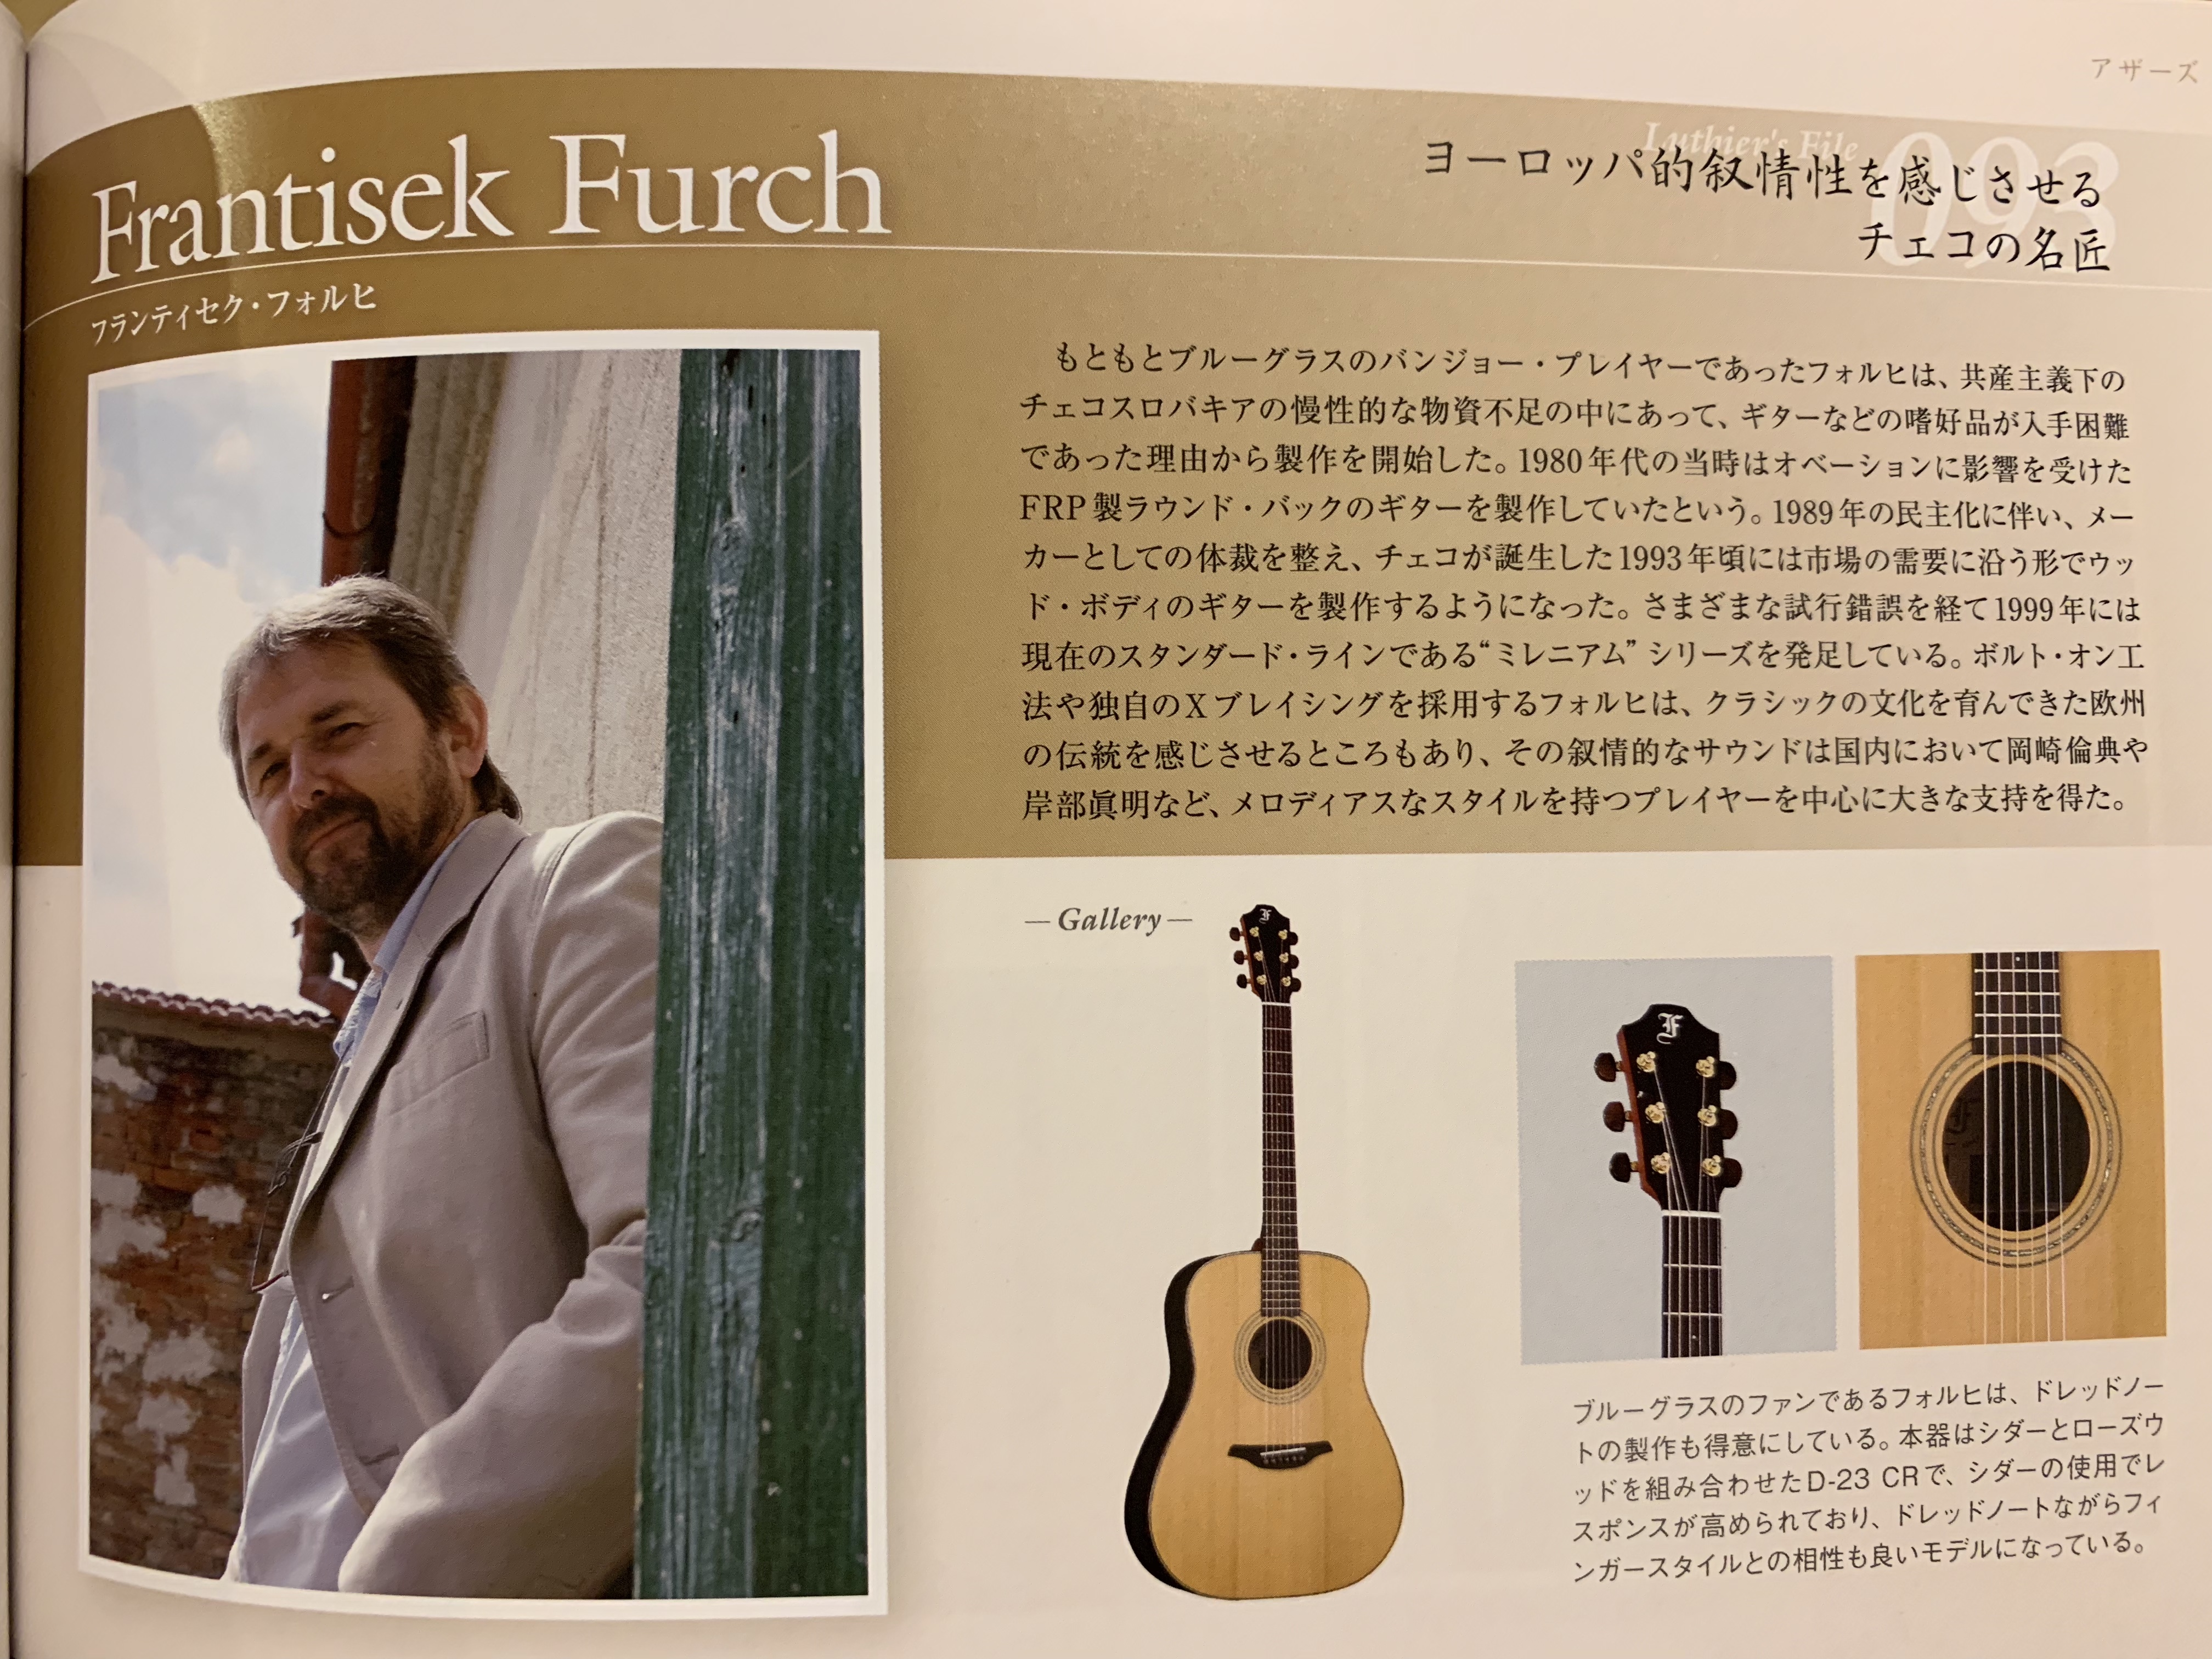 アザーズ
Luthier's File
093
Frantisek Furch
フランティセク・フォルヒ
ヨーロッパ的叙情性を感じさせる
チェコの名匠
もともとブルーグラスのバンジョー・プレイヤーであったフォルヒは、共産主義下の
チェコスロバキアの慢性的な物資不足の中にあって、ギターなどの嗜好品が入手困難
であった理由から製作を開始した。1980年代の当時はオベーションに影響を受けた
FRP製ラウンド・バックのギターを製作していたという。1989年の民主化に伴い、メー
カーとしての体裁を整え、チェコが誕生した1993年頃には市場の需要に沿う形でウッ
ド・ボディのギターを製作するようになった。さまざまな試行錯誤を経て1999年には
現在のスタンダード・ラインである“ミレニアム”シリーズを発足している。ボルト・オン工
法や独自のXブレイシングを採用するフォルヒは、クラシックの文化を育んできた欧州
の伝統を感じさせるところもあり、その叙情的なサウンドは国内において岡崎倫典や
岸部眞明など、メロディアスなスタイルを持つプレイヤーを中心に大きな支持を得た。
—Gallery—
F
F
ブルーグラスのファンであるフォルヒは、ドレッドノー
トの製作も得意にしている。本器はシダーとローズウ
ッドを組み合わせたD-23 CRで、シダーの使用でレ
スポンスが高められており、ドレッドノートながらフィ
ンガースタイルとの相性も良いモデルになっている。